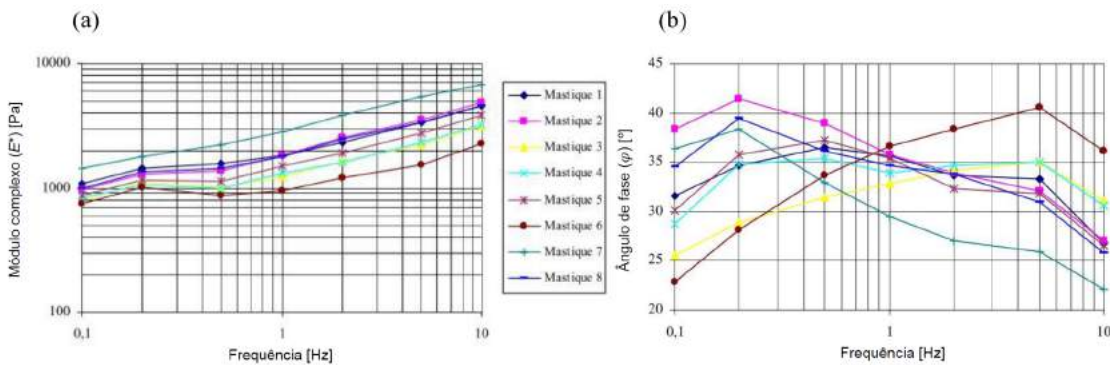 (a)
Módulo complexo (E*) [Pa]
10000
1000
100
0,1
1
10
Frequência [Hz]
Mastique 1
Mastique 2
Mastique 3
Mastique 4
Mastique 5
Mastique 6
Mastique 7
Mastique 8
(b)
Ângulo de fase (φ) [º]
45
40
35
30
25
20
0,1
1
10
Frequência [Hz]